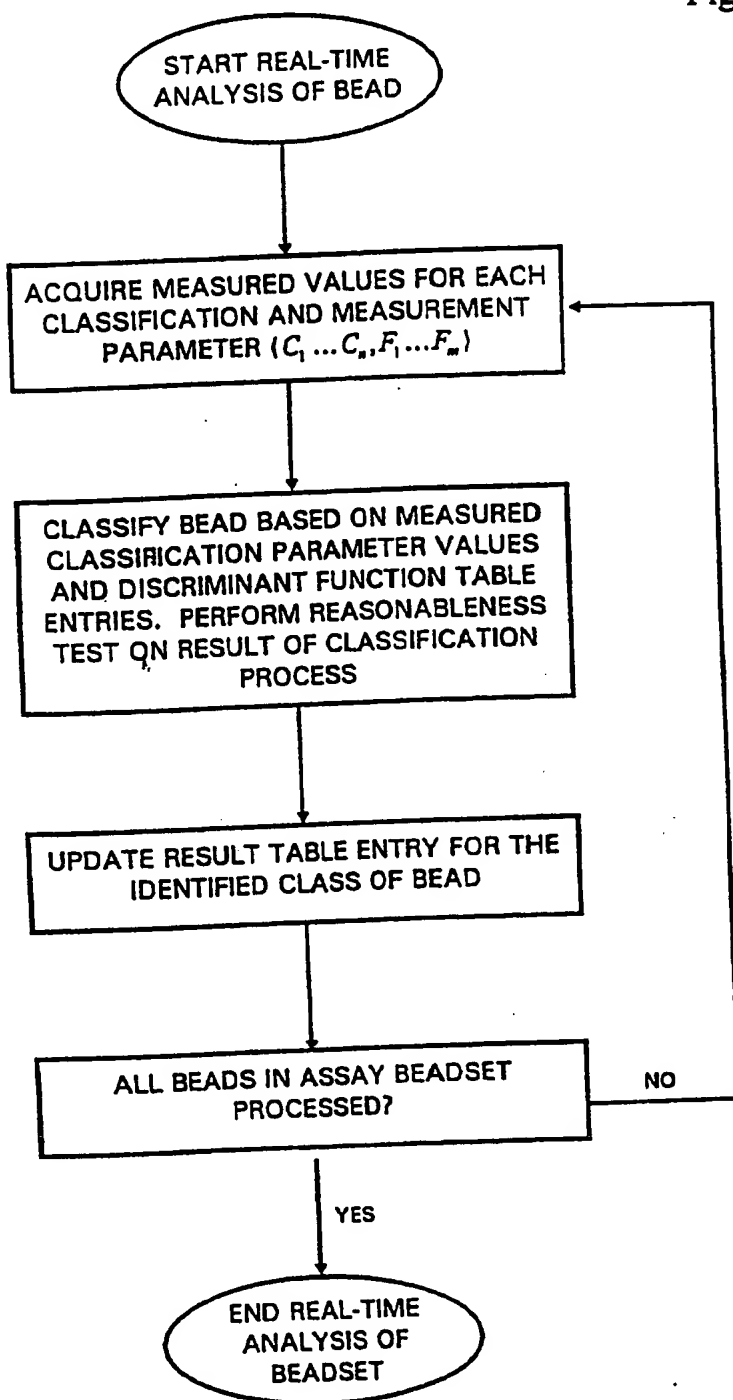 Fig
START REAL-TIME
ANALYSIS OF BEAD
ACQUIRE MEASURED VALUES FOR EACH
CLASSIFICATION AND MEASUREMENT
PARAMETER (C₁ ...Cₙ,F₁...Fₘ)
CLASSIFY BEAD BASED ON MEASURED
CLASSIFICATION PARAMETER VALUES
AND DISCRIMINANT FUNCTION TABLE
ENTRIES. PERFORM REASONABLENESS
TEST ON RESULT OF CLASSIFICATION
PROCESS
UPDATE RESULT TABLE ENTRY FOR THE
IDENTIFIED CLASS OF BEAD
ALL BEADS IN ASSAY BEADSET
PROCESSED?
NO
YES
END REAL-TIME
ANALYSIS OF
BEADSET